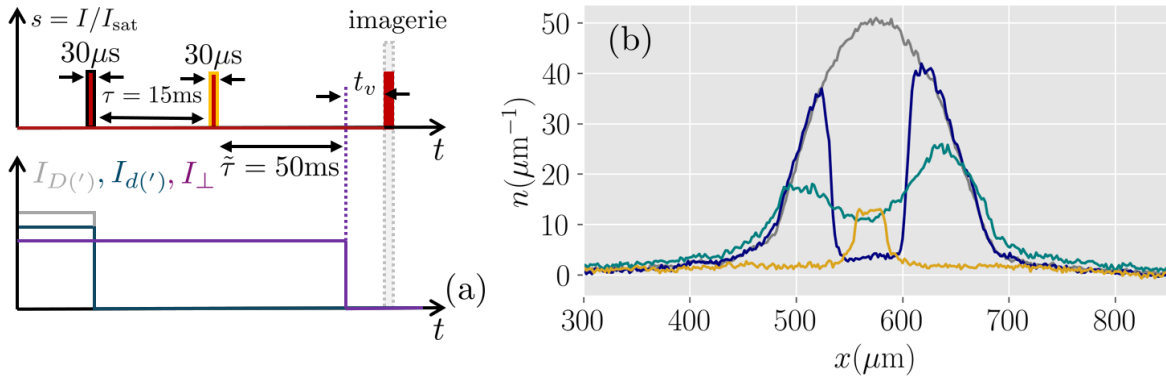 s = I/I_sat
imagerie
30μs
30μs
τ = 15ms
t_v
t
τ̃ = 50ms
I_D('), I_d('), I_⊥
(a)
t
(b)
n(μm⁻¹)
50
40
30
20
10
0
300
400
500
600
700
800
x(μm)